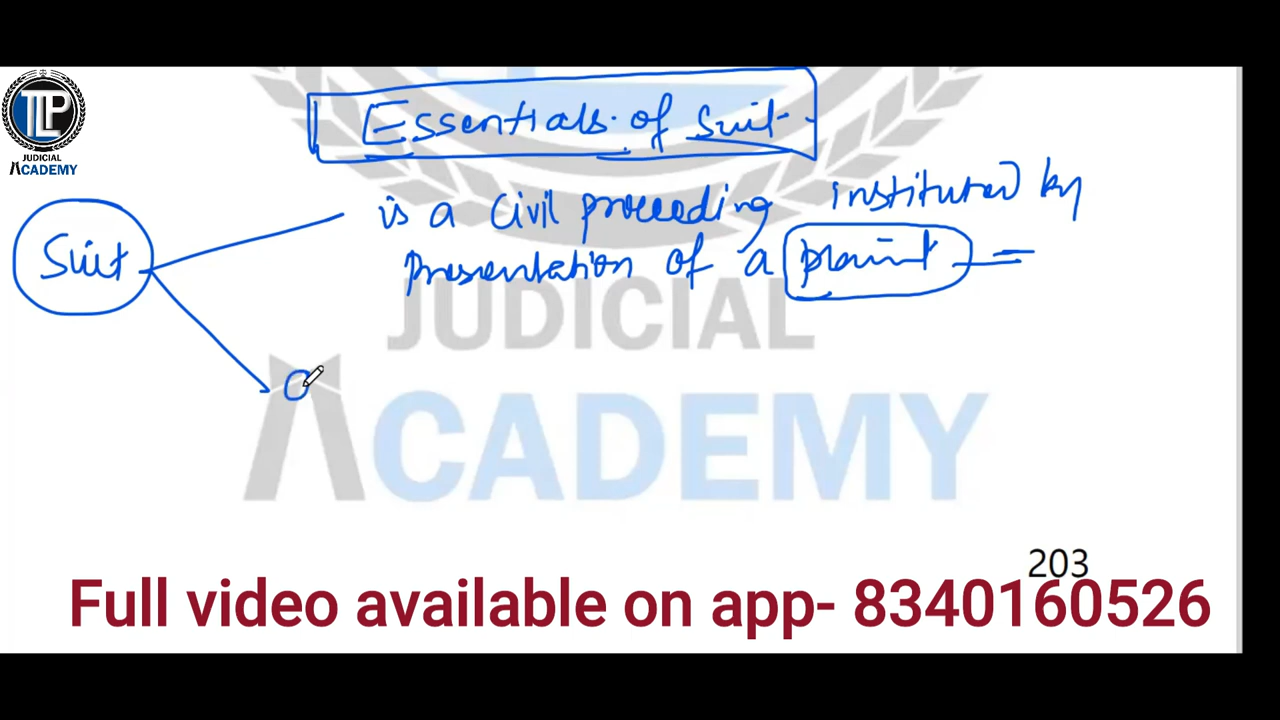 TLP
JUDICIAL
ACADEMY
Essentials of Suit
Suit
is a civil proceeding instituted by
presentation of a plaint =
JUDICIAL
ACADEMY
203
Full video available on app- 8340160526